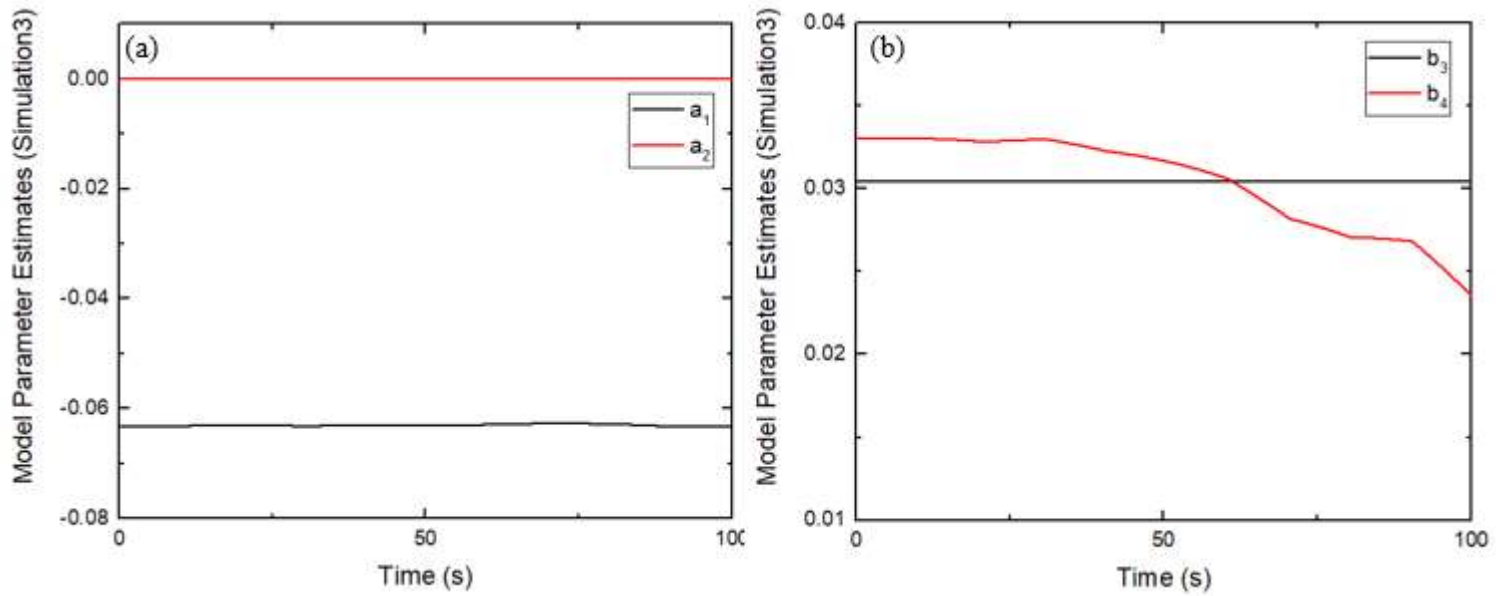 Model Parameter Estimates (Simulation3)
(a)
0.00
-0.02
-0.04
-0.06
-0.08
a1
a2
0
50
100
Time (s)
Model Parameter Estimates (Simulation3)
(b)
0.04
0.03
0.02
0.01
b3
b4
0
50
100
Time (s)